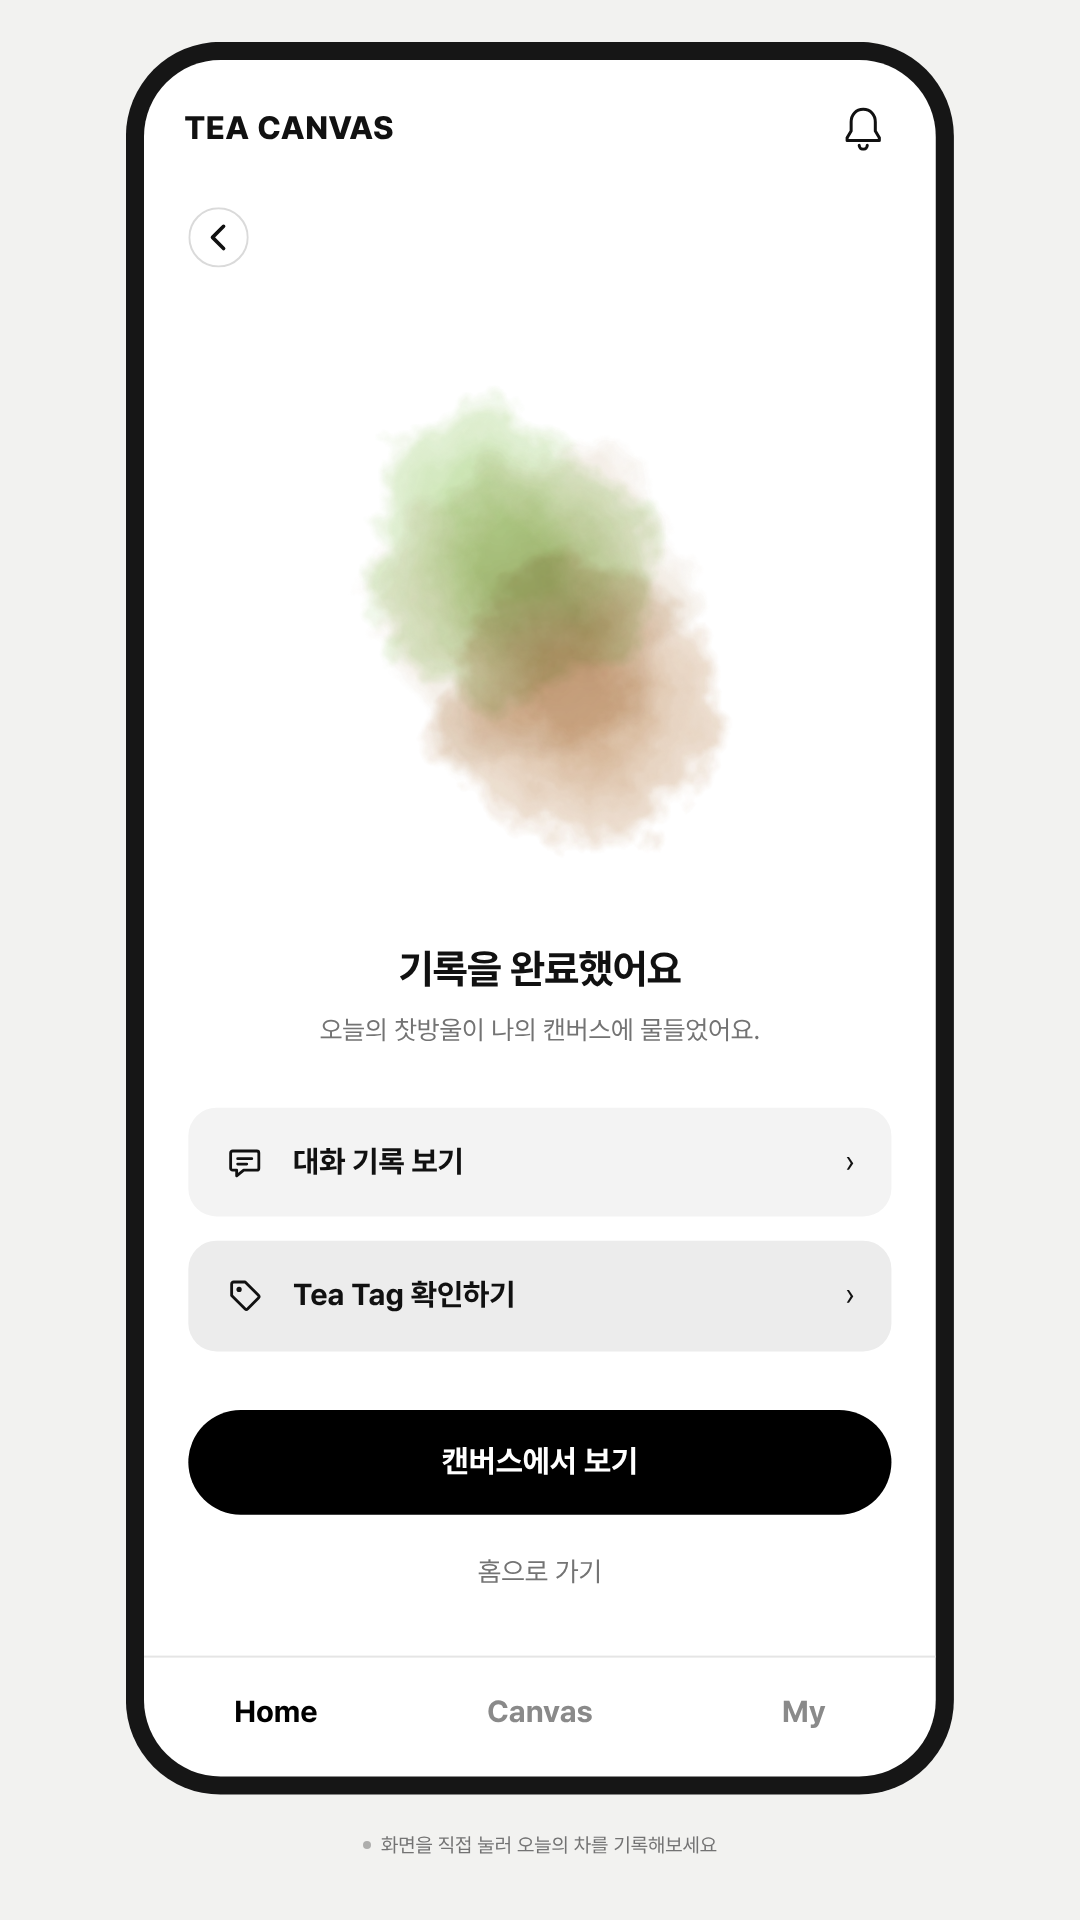 TEA CANVAS
기록을 완료했어요
오늘의 찻방울이 나의 캔버스에 물들었어요.
대화 기록 보기
Tea Tag 확인하기
캔버스에서 보기
홈으로 가기
Home Canvas My
화면을 직접 눌러 오늘의 차를 기록해보세요